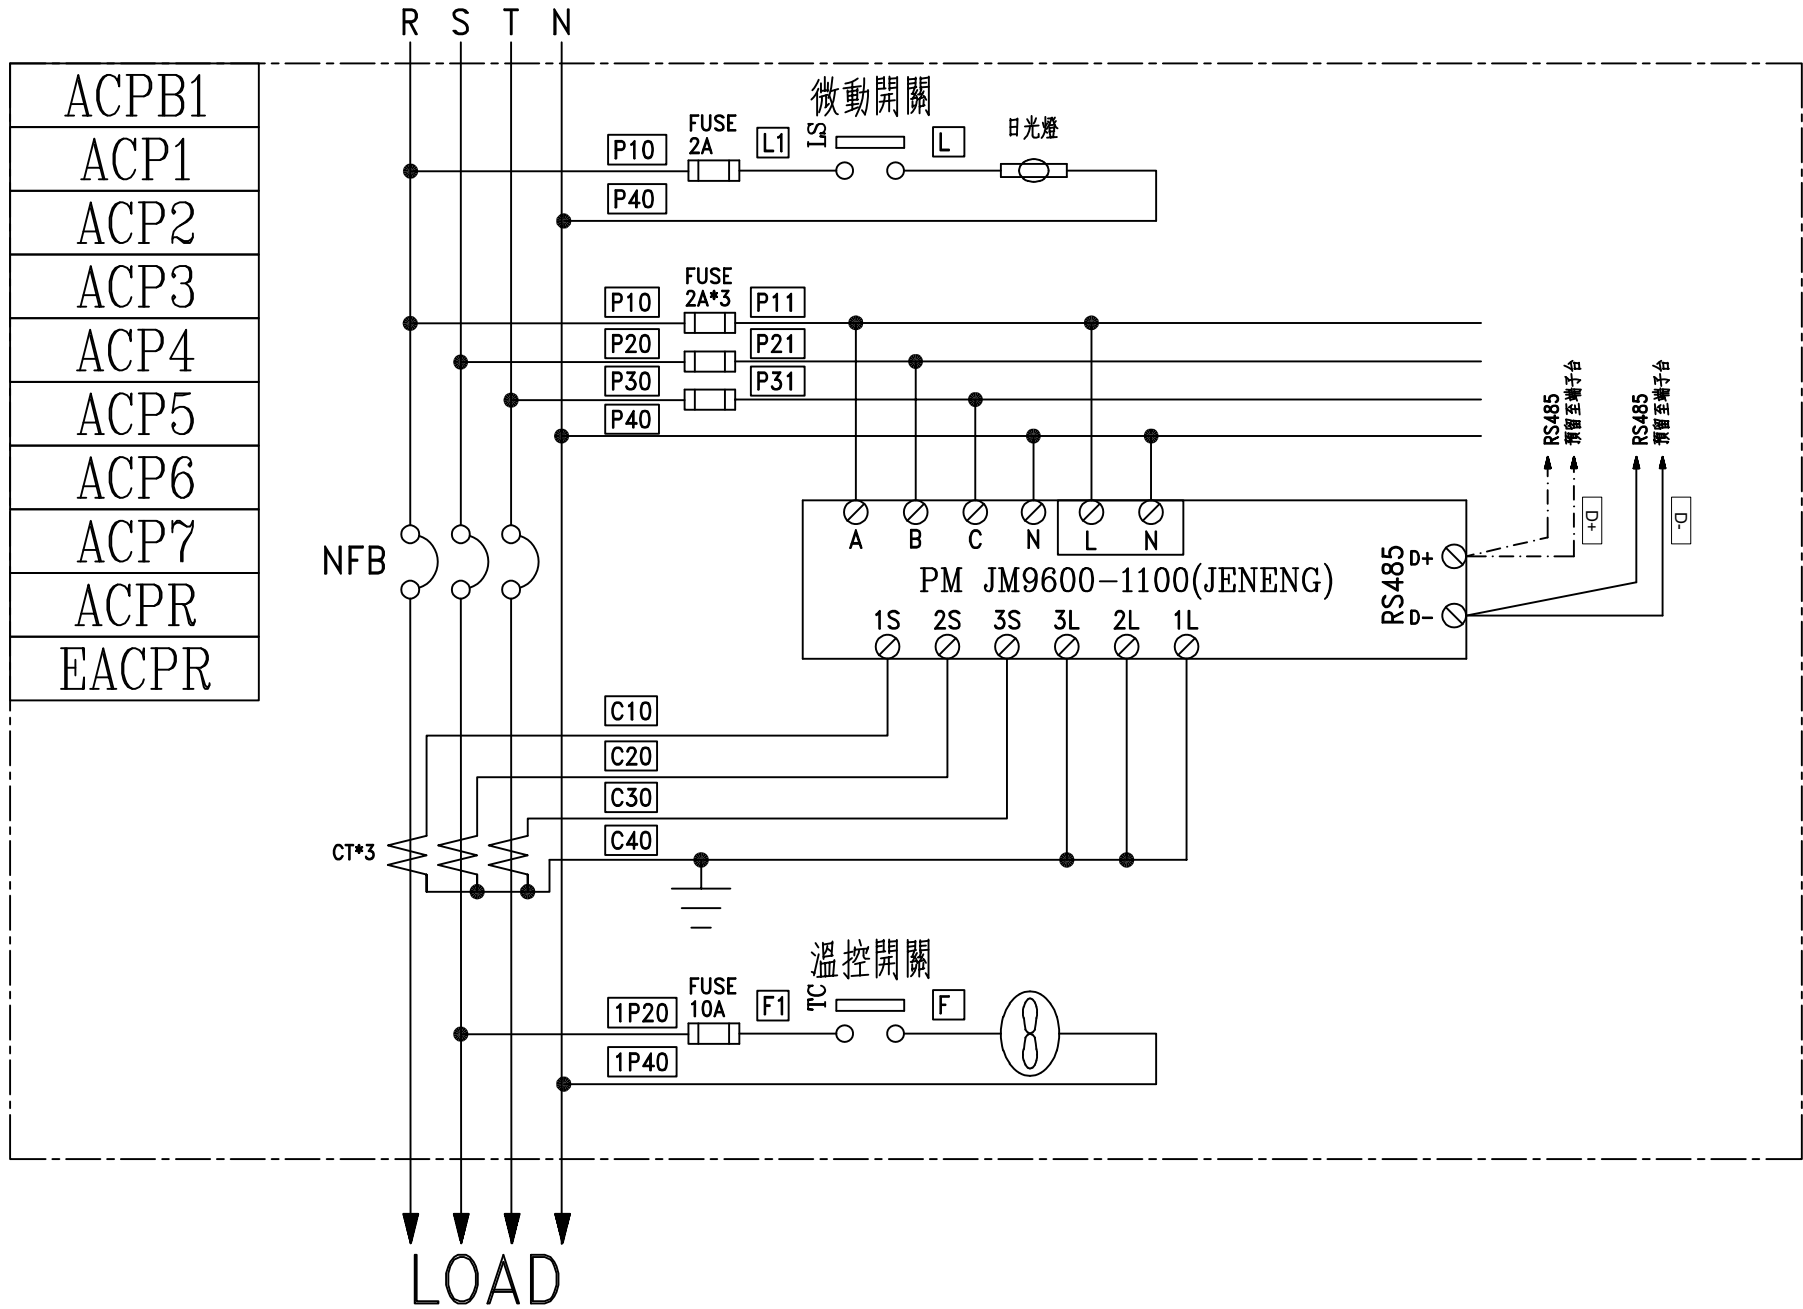 R S T N
ACPB1
ACP1
ACP2
ACP3
ACP4
ACP5
ACP6
ACP7
ACPR
EACPR
微動開關
FUSE
2A
P10
L1
LS
L
日光燈
P40
FUSE
2A*3
P10
P11
P20
P21
P30
P31
P40
RS485
預留至端子台
RS485
預留至端子台
D+
D-
NFB
A B C N L N
PM JM9600-1100(JENENG)
RS485
D+
D-
1S 2S 3S 3L 2L 1L
C10
C20
C30
C40
CT*3
溫控開關
FUSE
10A
1P20
F1
TC
F
1P40
LOAD